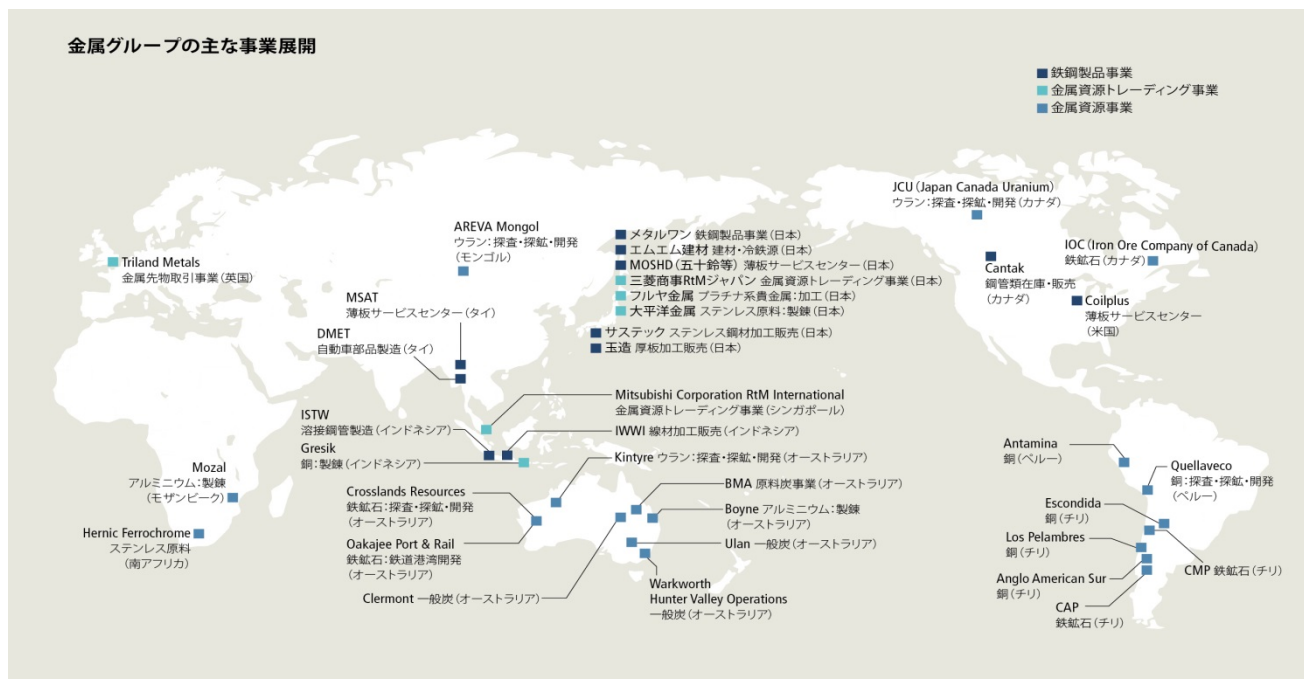 金属グループの主な事業展開
鉄鋼製品事業
金属資源トレーディング事業
金属資源事業
Triland Metals
金属先物取引事業(英国)
AREVA Mongol
ウラン:探査・探鉱・開発
(モンゴル)
MSAT
薄板サービスセンター(タイ)
DMET
自動車部品製造(タイ)
メタルワン 鉄鋼製品事業(日本)
エムエム建材 建材・冷鉄源(日本)
MOSHD(五十鈴等) 薄板サービスセンター(日本)
三菱商事RtMジャパン 金属資源トレーディング事業(日本)
フルヤ金属 プラチナ系貴金属:加工(日本)
大平洋金属 ステンレス原料:製錬(日本)
サステック ステンレス鋼材加工販売(日本)
玉造 厚板加工販売(日本)
JCU(Japan Canada Uranium)
ウラン:探査・探鉱・開発(カナダ)
IOC(Iron Ore Company of Canada)
鉄鉱石(カナダ)
Cantak
鋼管類在庫・販売
(カナダ)
Coilplus
薄板サービスセンター
(米国)
Mitsubishi Corporation RtM International
金属資源トレーディング事業(シンガポール)
ISTW
溶接鋼管製造(インドネシア)
IWWI 線材加工販売(インドネシア)
Gresik
銅:製錬(インドネシア)
Kintyre ウラン:探査・探鉱・開発(オーストラリア)
Mozal
アルミニウム:製錬
(モザンビーク)
Hernic Ferrochrome
ステンレス原料
(南アフリカ)
Crosslands Resources
鉄鉱石:探査・探鉱・開発
(オーストラリア)
Oakajee Port & Rail
鉄鉱石:鉄道港湾開発
(オーストラリア)
Clermont 一般炭(オーストラリア)
BMA 原料炭事業(オーストラリア)
Boyne アルミニウム:製錬
(オーストラリア)
Ulan 一般炭(オーストラリア)
Warkworth
Hunter Valley Operations
一般炭(オーストラリア)
Antamina
銅(ペルー)
Quellaveco
銅:探査・探鉱・開発
(ペルー)
Escondida
銅(チリ)
Los Pelambres
銅(チリ)
Anglo American Sur
銅(チリ)
CMP 鉄鉱石(チリ)
CAP
鉄鉱石(チリ)